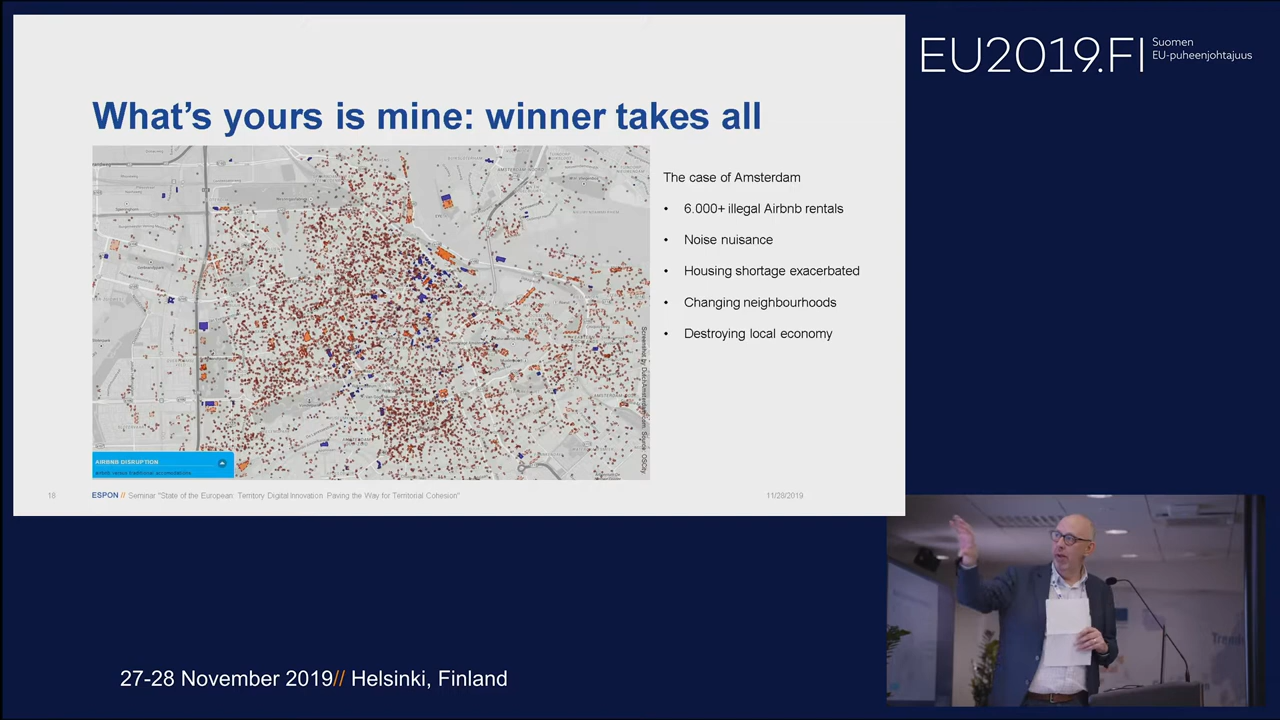 EU2019.FI
Suomen
EU-puheenjohtajuus
What's yours is mine: winner takes all
The case of Amsterdam
• 6.000+ illegal Airbnb rentals
• Noise nuisance
• Housing shortage exacerbated
• Changing neighbourhoods
• Destroying local economy
AIRBNB DISRUPTION
18
ESPON // Seminar "State of the European Territory Digital Innovation Paving the Way for Territorial Cohesion"
11/28/2019
27-28 November 2019// Helsinki, Finland